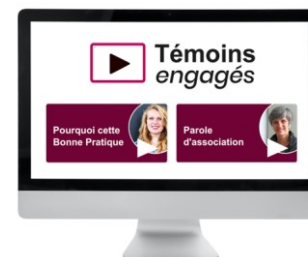 Témoins
engagés
Pourquoi cette
Bonne Pratique
Parole
d'association